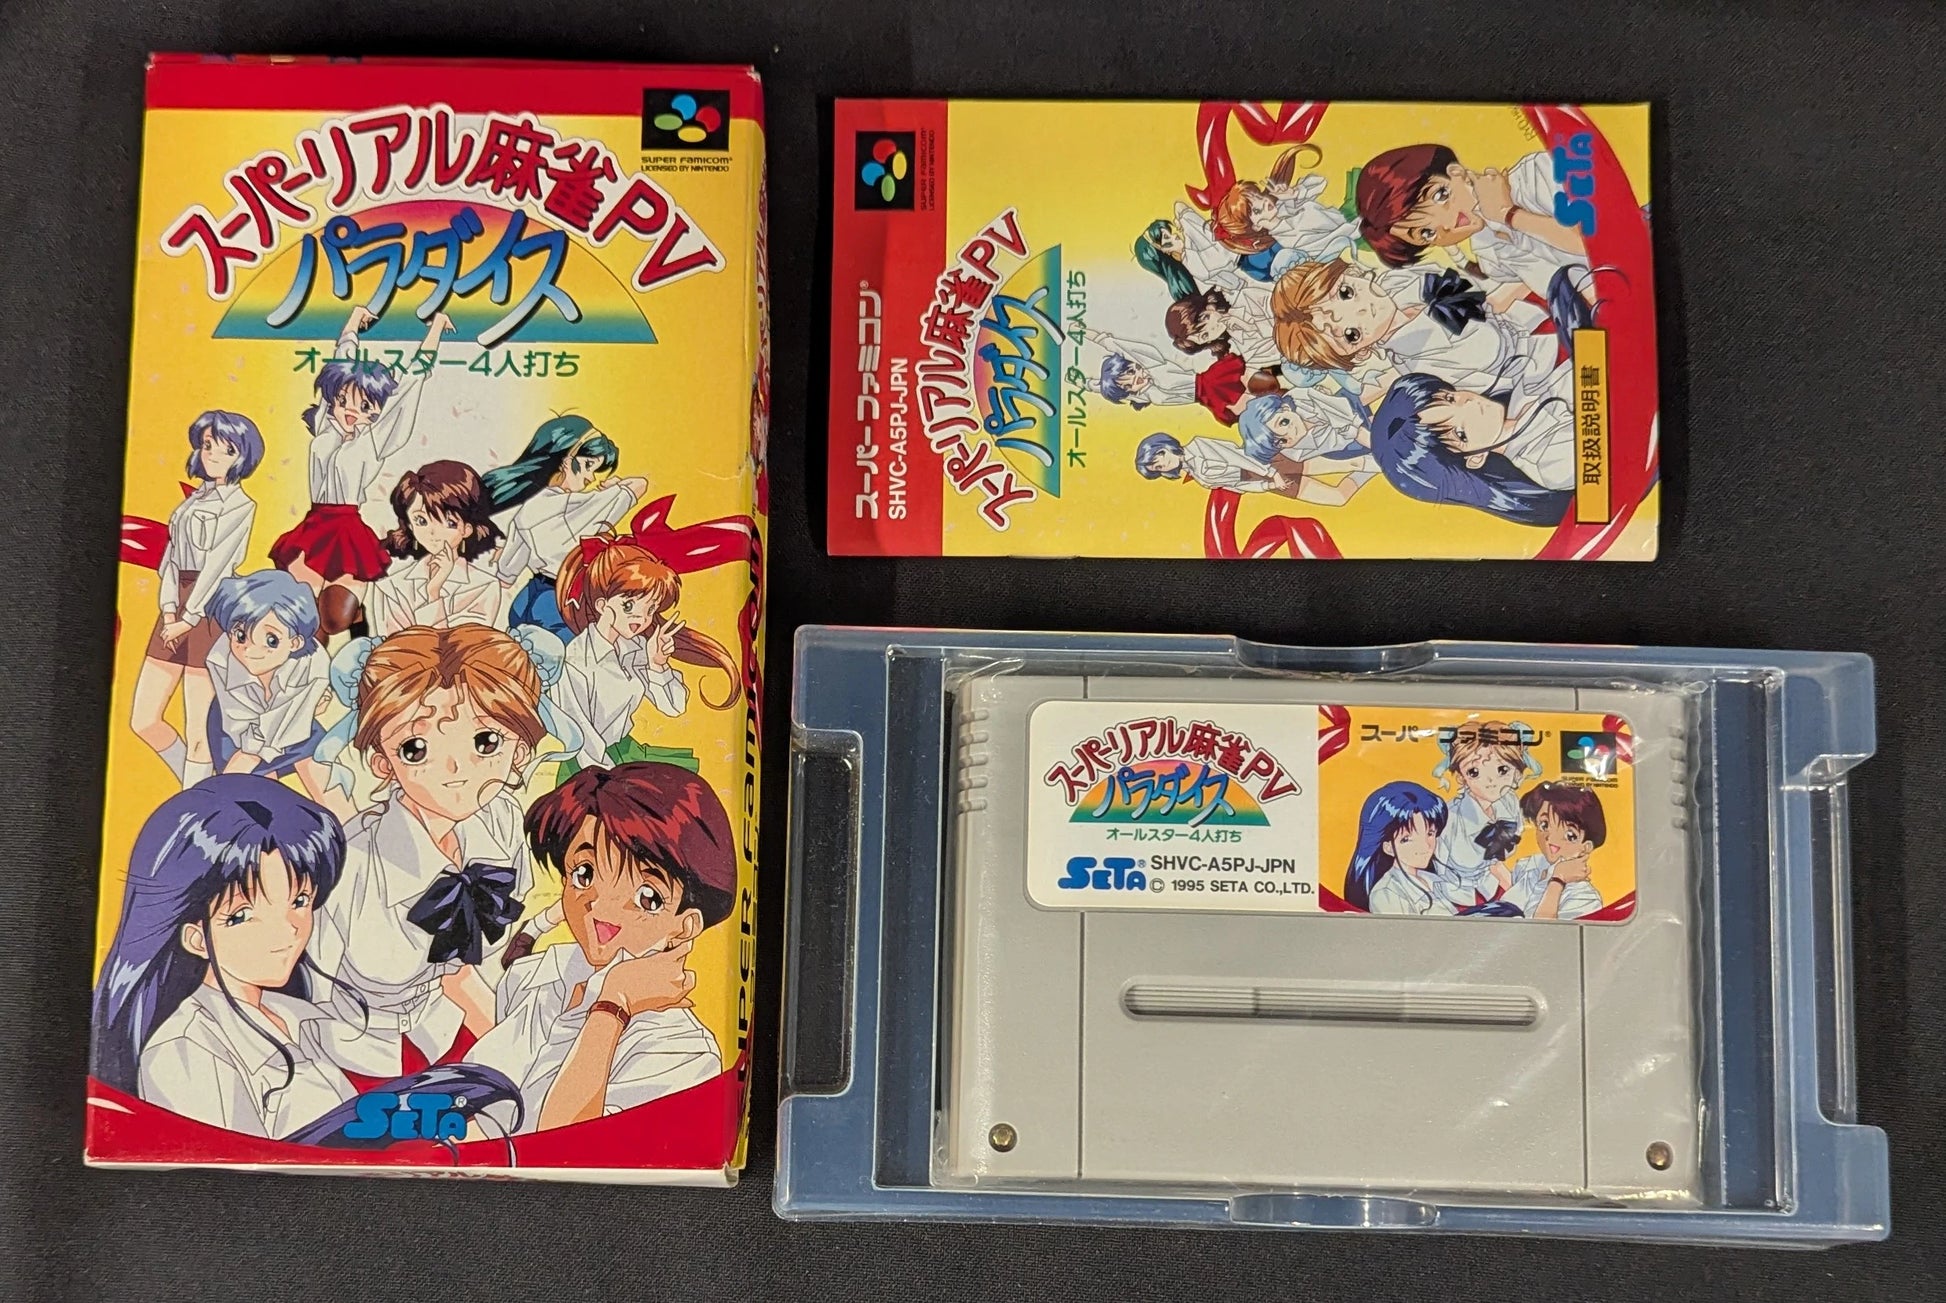 スーパーリアル麻雀PV
パラダイス
オールスター4人打ち
SUPER FAMICOM
LICENSED BY NINTENDO
SETA®
スーパーファミコン®
SHVC-A5PJ-JPN
SUPER FAMICOM
LICENSED BY NINTENDO
スーパーリアル麻雀PV
パラダイス
オールスター4人打ち
SETA
取扱説明書
スーパーリアル麻雀PV
パラダイス
オールスター4人打ち
SETA® SHVC-A5PJ-JPN
© 1995 SETA CO.,LTD.
スーパーファミコン®
SUPER FAMICOM